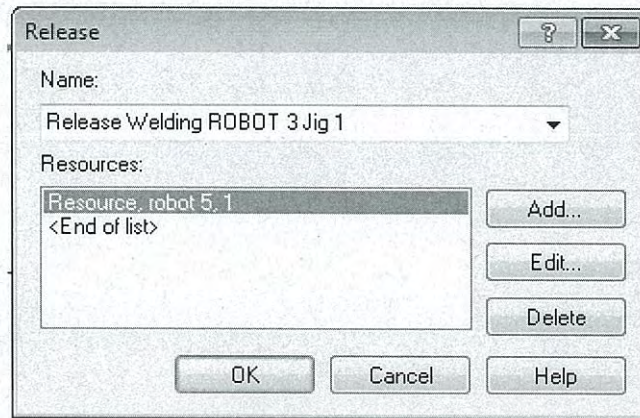 Release
?
Name:
Release Welding ROBOT 3 Jig 1
Resources:
Resource, robot 5, 1
<End of list>
Add...
Edit...
Delete
OK
Cancel
Help